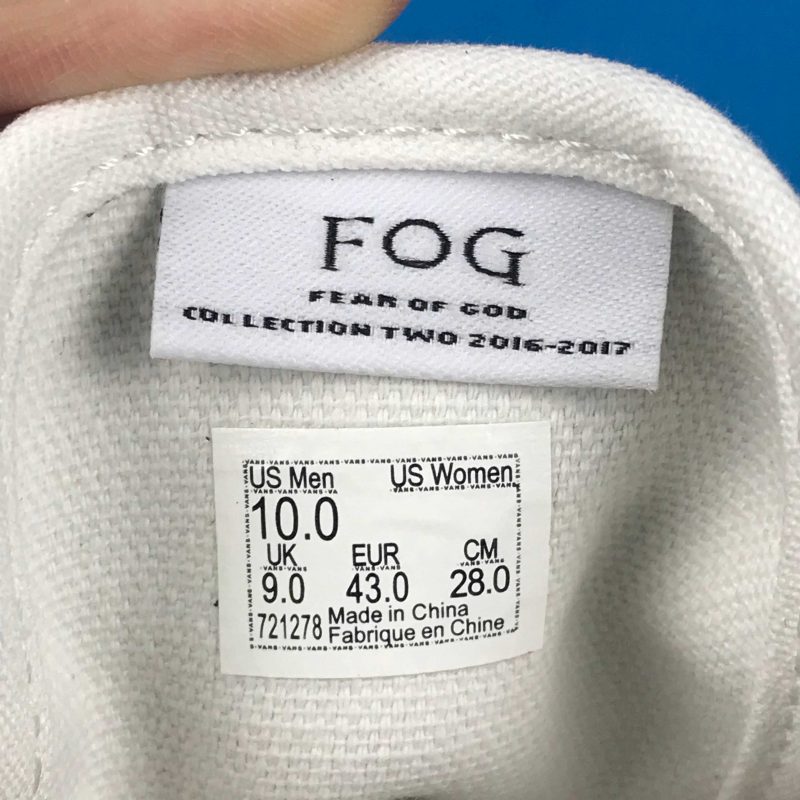 FOG
FEAR OF GOD
COLLECTION TWO 2016-2017
US Men US Women
10.0
UK EUR CM
9.0 43.0 28.0
721278 Made in China
Fabrique en Chine